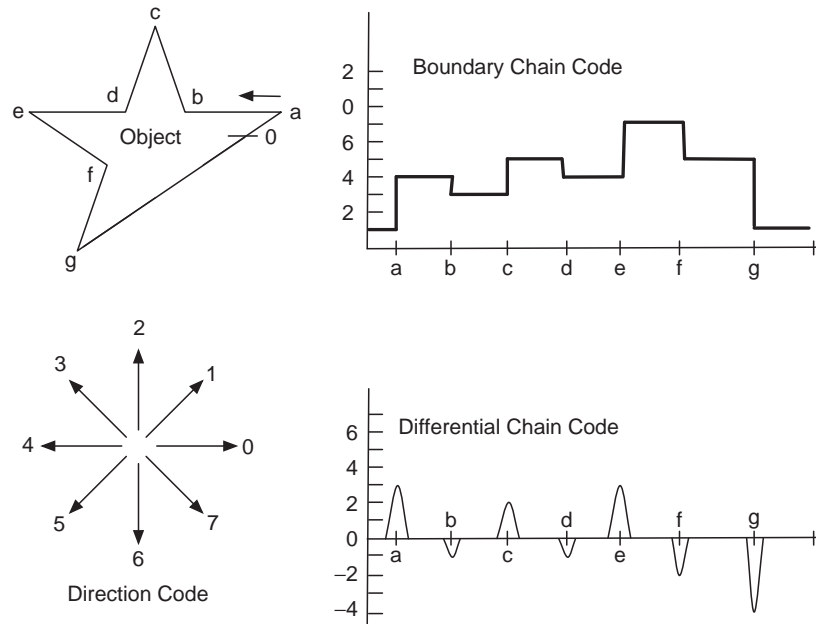 c
e
d
b
a
Object
0
f
g
Boundary Chain Code
2
0
6
4
2
a b c d e f g
2
3
1
4
0
5
7
6
Direction Code
Differential Chain Code
6
4
2
0
−2
−4
b d f g
a c e